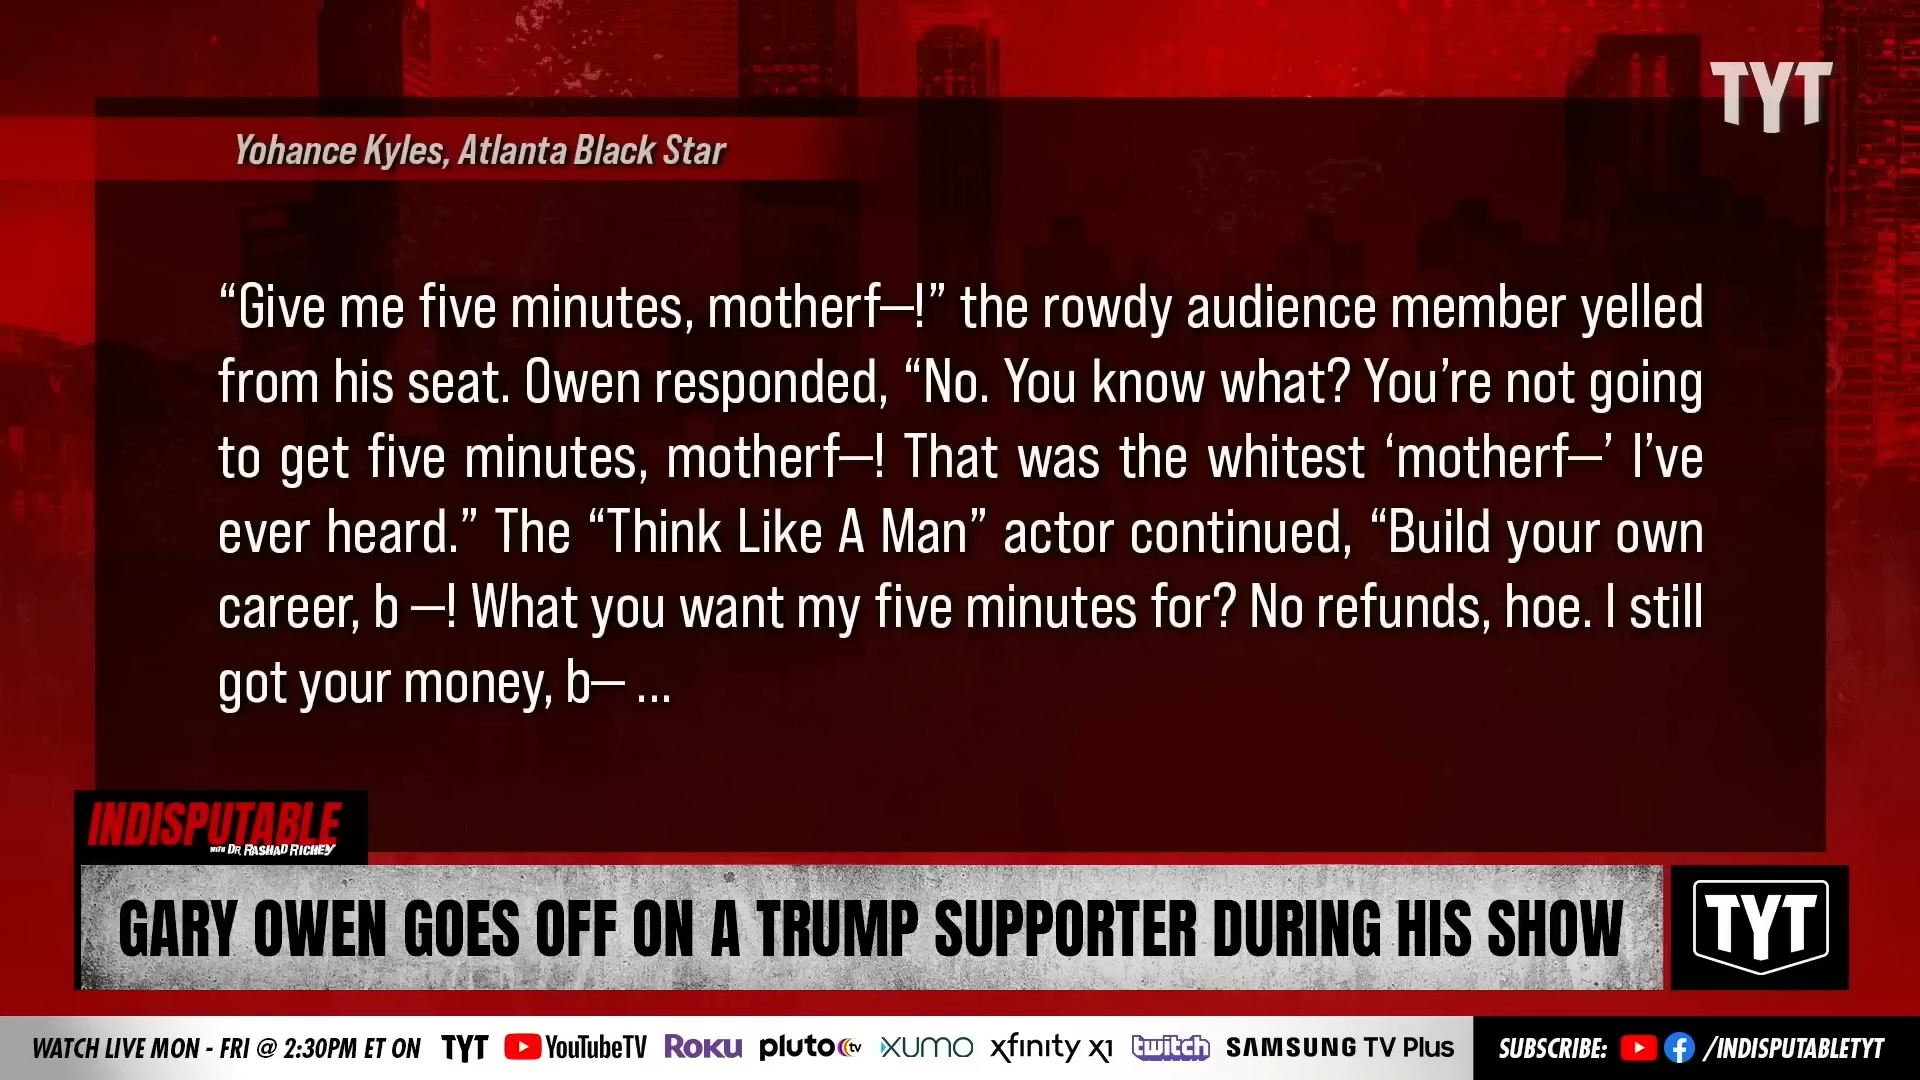 TYT
Yohance Kyles, Atlanta Black Star
“Give me five minutes, motherf—!” the rowdy audience member yelled
from his seat. Owen responded, “No. You know what? You’re not going
to get five minutes, motherf—! That was the whitest ‘motherf—’ I’ve
ever heard.” The “Think Like A Man” actor continued, “Build your own
career, b —! What you want my five minutes for? No refunds, hoe. I still
got your money, b— ...
INDISPUTABLE
WITH DR RASHAD RICHEY
GARY OWEN GOES OFF ON A TRUMP SUPPORTER DURING HIS SHOW
TYT
WATCH LIVE MON - FRI @ 2:30PM ET ON TYT YouTubeTV Roku pluto tv xumo xfinity x1 twitch SAMSUNG TV Plus SUBSCRIBE: /INDISPUTABLETYT